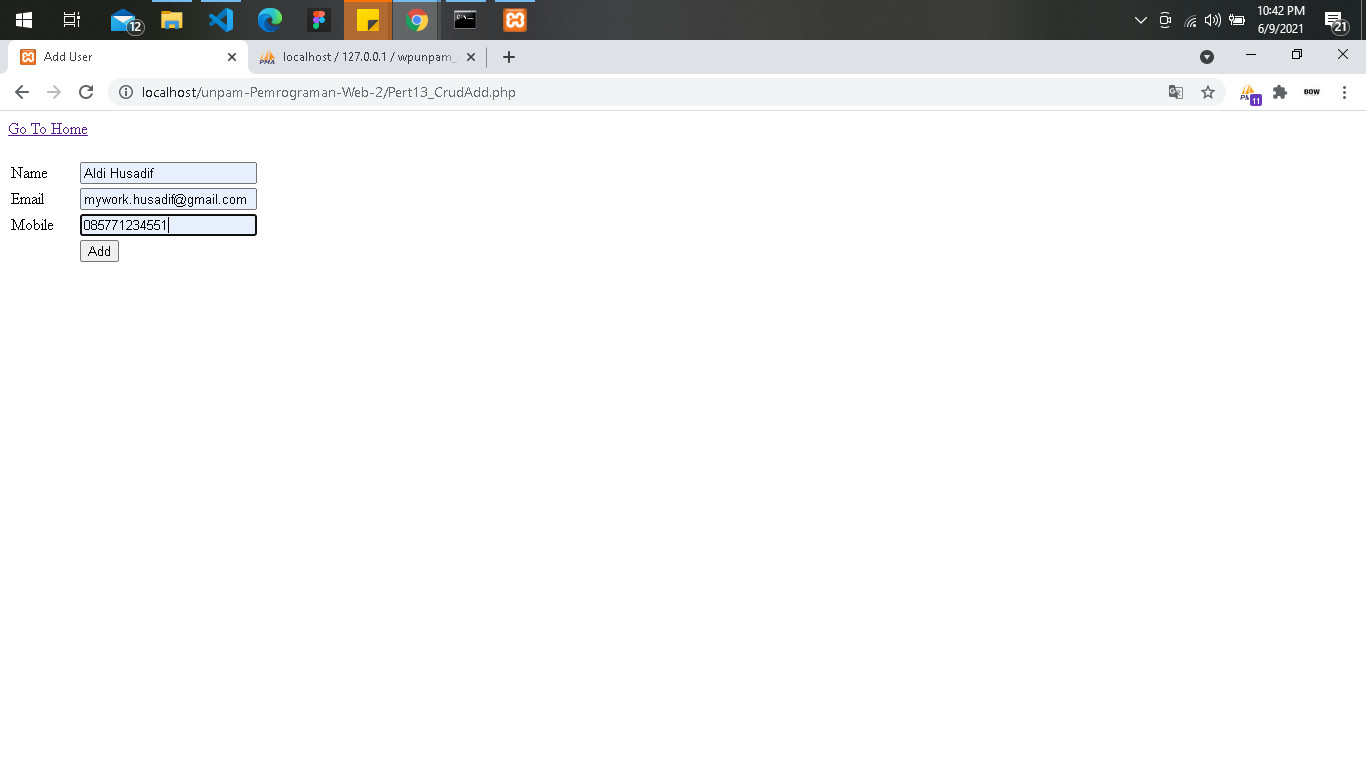 12
10:42 PM
6/9/2021
21
Add User
localhost / 127.0.0.1 / wpunpam_
PMA
localhost/unpam-Pemrograman-Web-2/Pert13_CrudAdd.php
11
BOW
Go To Home
Name Aldi Husadif
Email mywork.husadif@gmail.com
Mobile 085771234551
Add